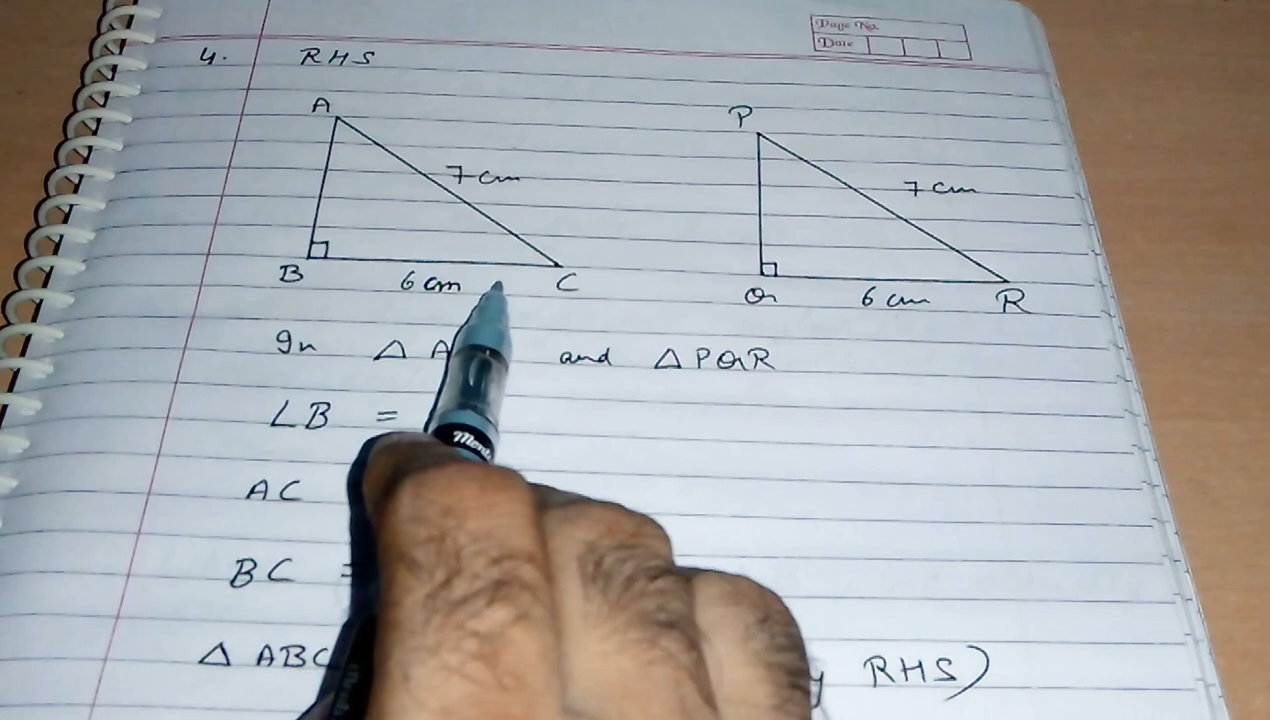 Page No.
Date
4. RHS
A
P
7 cm
7 cm
B
6 cm
C
Q
6 cm
R
In △ and △PQR
∠B =
AC
BC
△ ABC RHS)